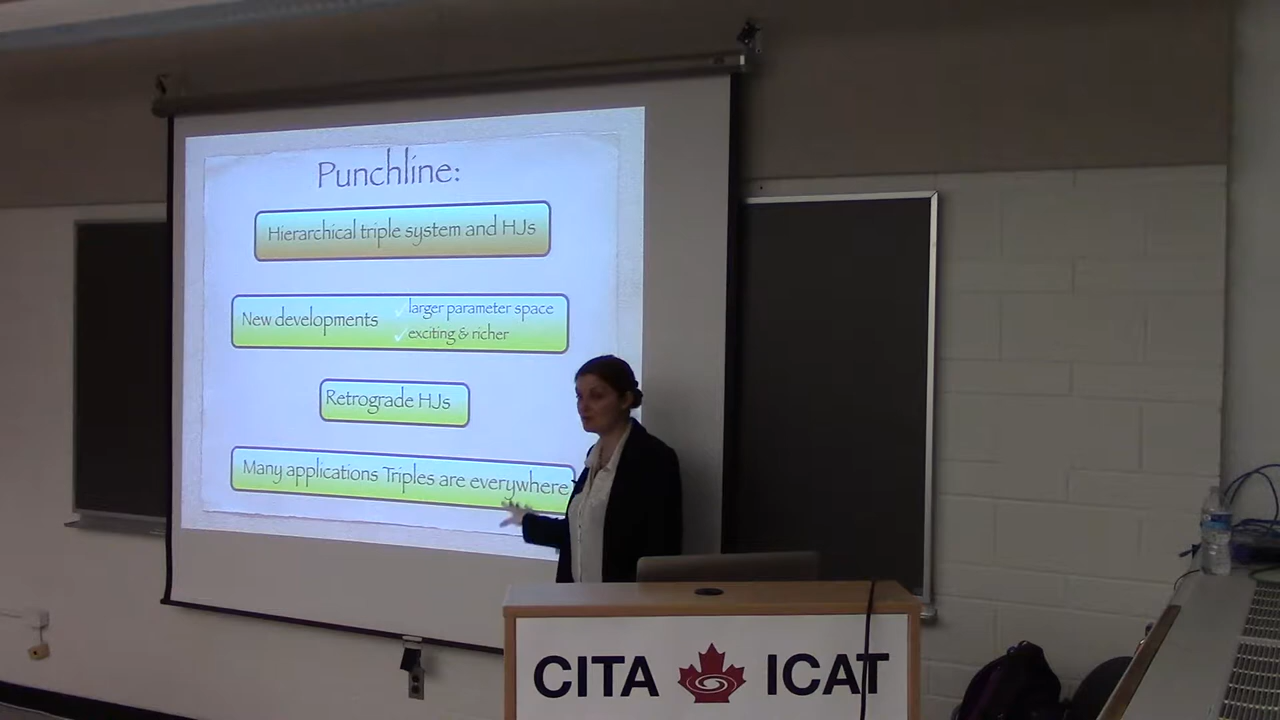 Punchline:
Hierarchical triple system and HJs
New developments
✓ larger parameter space
✓ exciting & richer
Retrograde HJs
Many applications Triples are everywhere
CITA ICAT